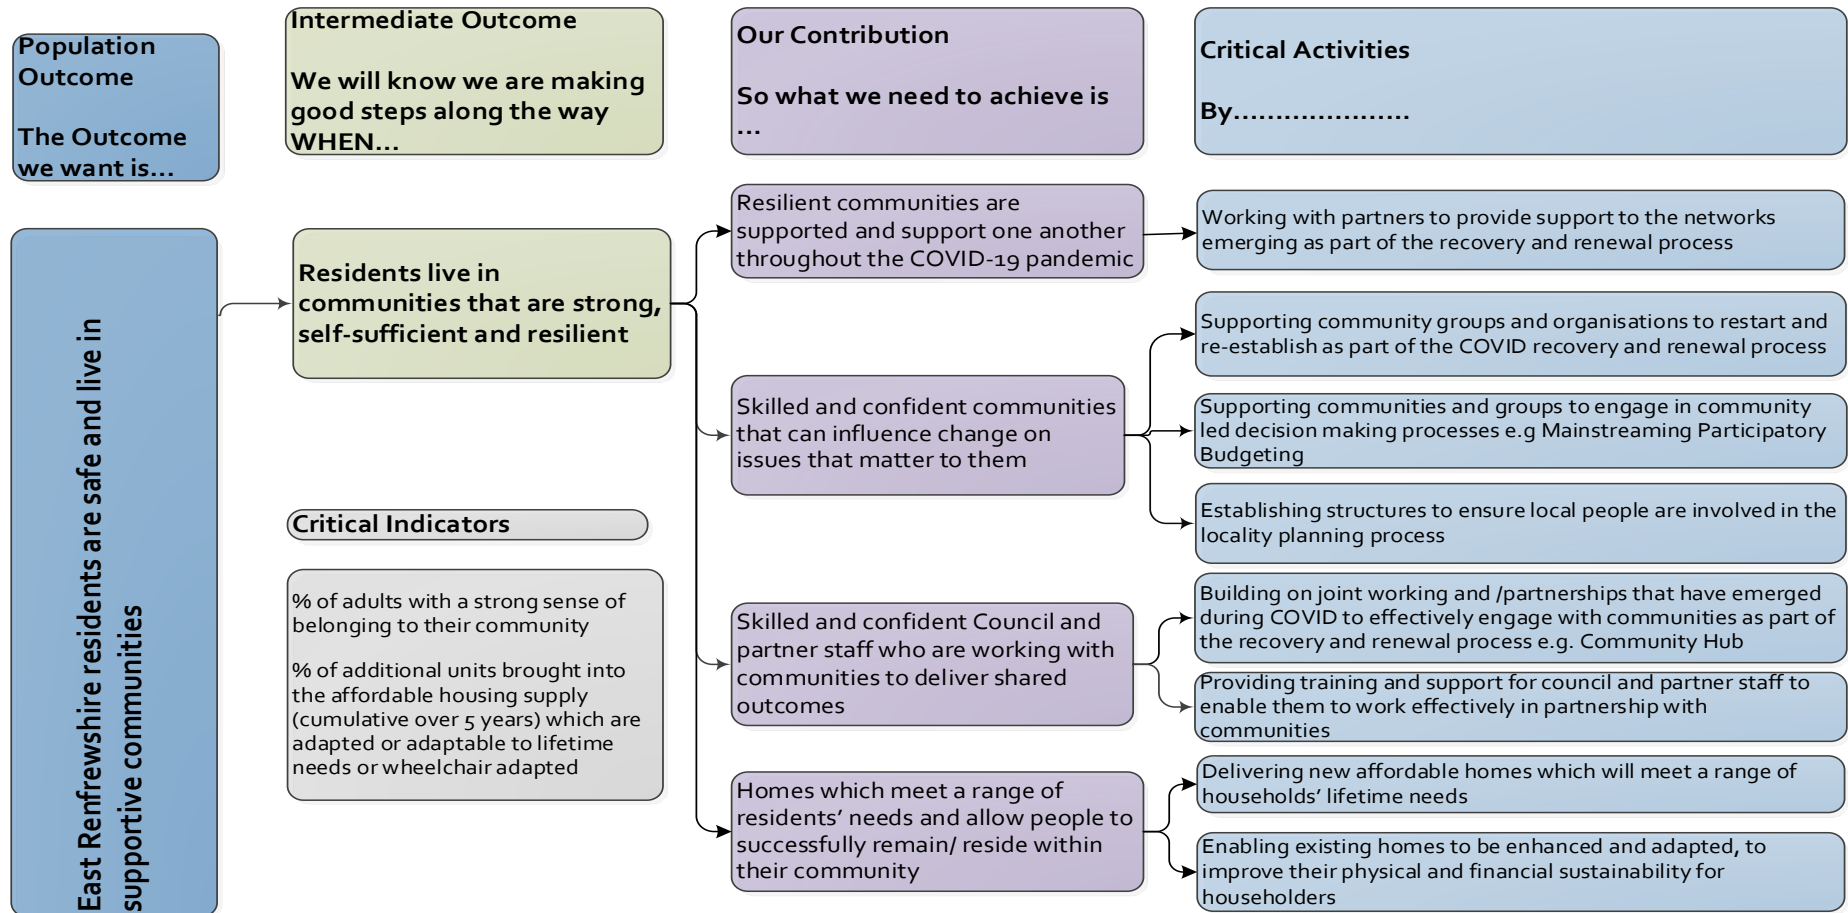 Population
Outcome
The Outcome
we want is...
Intermediate Outcome
We will know we are making
good steps along the way
WHEN...
Our Contribution
So what we need to achieve is
...
Critical Activities
By.....................
East Renfrewshire residents are safe and live in
supportive communities
Residents live in
communities that are strong,
self-sufficient and resilient
Critical Indicators
% of adults with a strong sense of
belonging to their community
% of additional units brought into
the affordable housing supply
(cumulative over 5 years) which are
adapted or adaptable to lifetime
needs or wheelchair adapted
Resilient communities are
supported and support one another
throughout the COVID-19 pandemic
Working with partners to provide support to the networks
emerging as part of the recovery and renewal process
Skilled and confident communities
that can influence change on
issues that matter to them
Supporting community groups and organisations to restart and
re-establish as part of the COVID recovery and renewal process
Supporting communities and groups to engage in community
led decision making processes e.g Mainstreaming Participatory
Budgeting
Establishing structures to ensure local people are involved in the
locality planning process
Skilled and confident Council and
partner staff who are working with
communities to deliver shared
outcomes
Building on joint working and /partnerships that have emerged
during COVID to effectively engage with communities as part of
the recovery and renewal process e.g. Community Hub
Providing training and support for council and partner staff to
enable them to work effectively in partnership with
communities
Homes which meet a range of
residents’ needs and allow people to
successfully remain/ reside within
their community
Delivering new affordable homes which will meet a range of
households’ lifetime needs
Enabling existing homes to be enhanced and adapted, to
improve their physical and financial sustainability for
householders